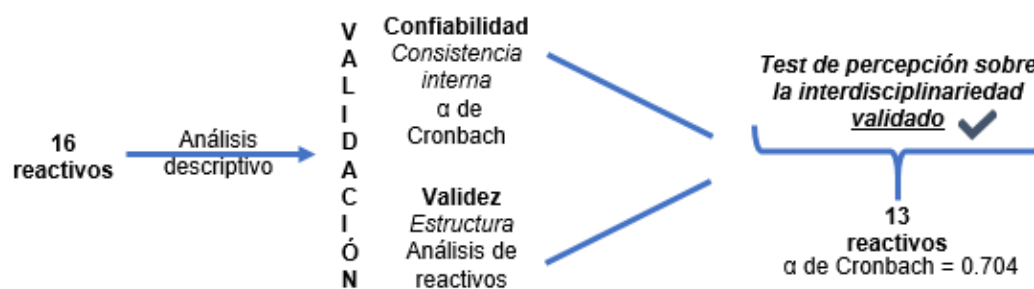 16
reactivos
Análisis
descriptivo
VALIDACIÓN
Confiabilidad
Consistencia
interna
α de
Cronbach
Validez
Estructura
Análisis de
reactivos
Test de percepción sobre
la interdisciplinariedad
validado
13
reactivos
α de Cronbach = 0.704